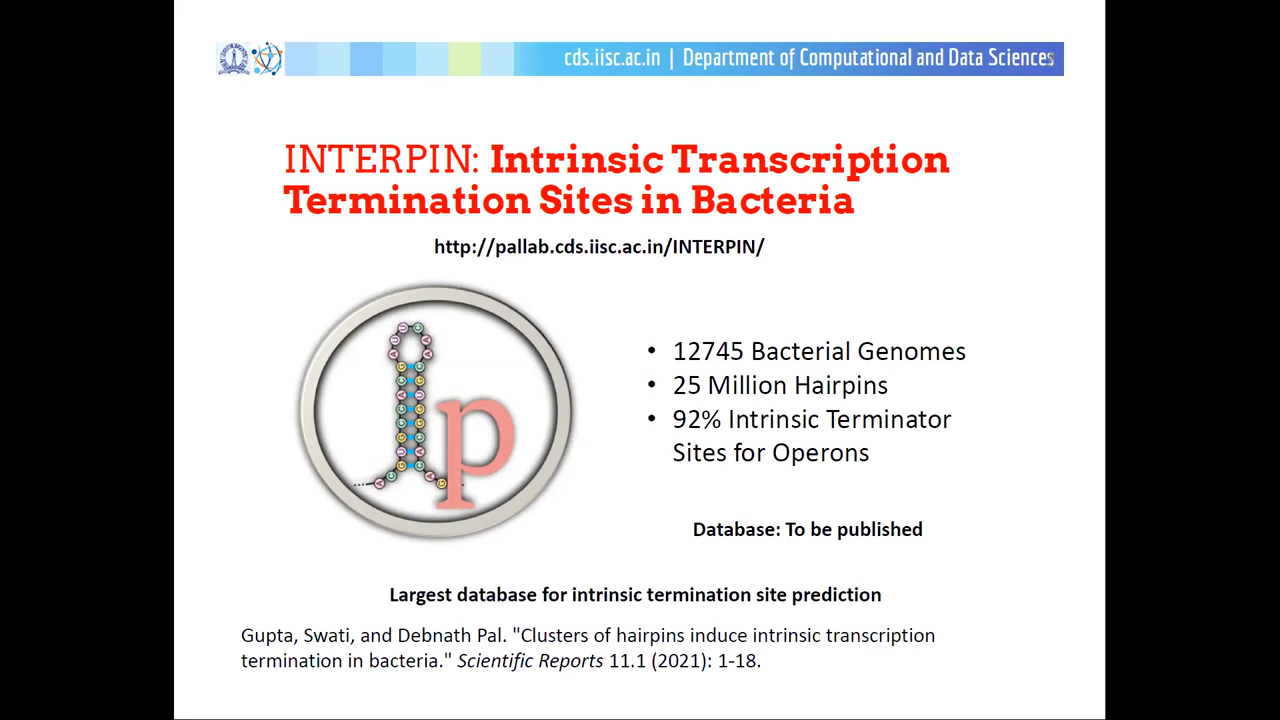 cds.iisc.ac.in | Department of Computational and Data Sciences
INTERPIN: Intrinsic Transcription
Termination Sites in Bacteria
http://pallab.cds.iisc.ac.in/INTERPIN/
p
• 12745 Bacterial Genomes
• 25 Million Hairpins
• 92% Intrinsic Terminator
Sites for Operons
Database: To be published
Largest database for intrinsic termination site prediction
Gupta, Swati, and Debnath Pal. "Clusters of hairpins induce intrinsic transcription
termination in bacteria." Scientific Reports 11.1 (2021): 1-18.